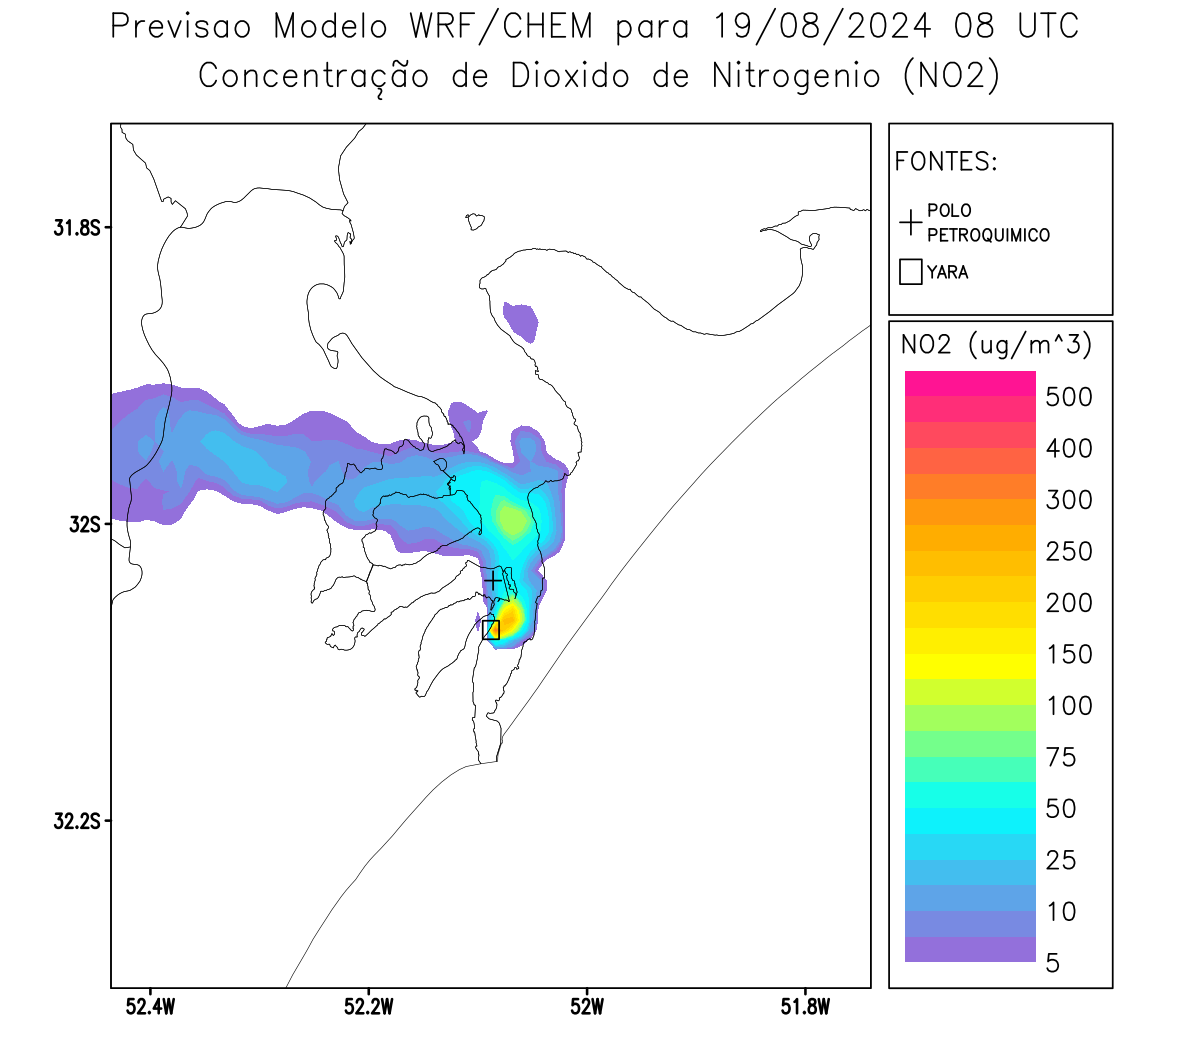 Previsao Modelo WRF/CHEM para 19/08/2024 08 UTC
Concentração de Dioxido de Nitrogenio (NO2)
FONTES:
POLO
PETROQUIMICO
YARA
31.8S
32S
32.2S
52.4W
52.2W
52W
51.8W
NO2 (ug/m^3)
500
400
300
250
200
150
100
75
50
25
10
5